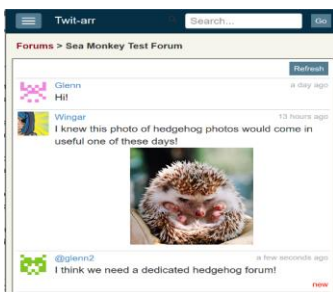 Twit-arr
Search...
Go
Forums > Sea Monkey Test Forum
Refresh
Glenn
a day ago
Hi!
Wingar
13 hours ago
I knew this photo of hedgehog photos would come in
useful one of these days!
@glenn2
a few seconds ago
I think we need a dedicated hedgehog forum!
new